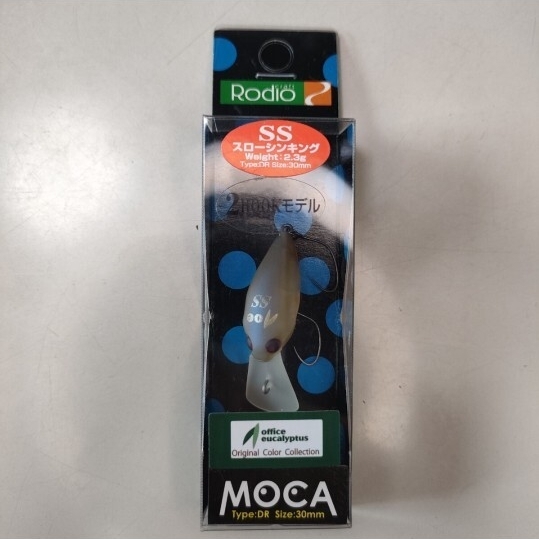 craft
Rodio
SS
スローシンキング
Weight:2.3g
Type:DR Size:30mm
2HOOKモデル
SS
office
eucalyptus
Original Color Collection
MOCA
Type:DR Size:30mm